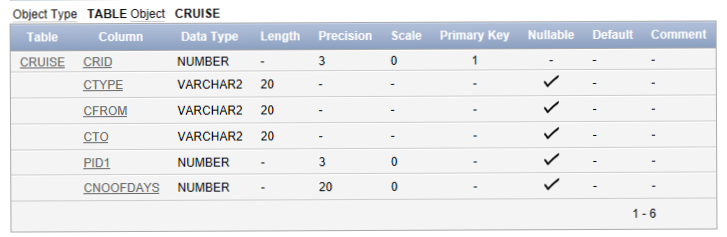 Object Type TABLE Object CRUISE
Table Column Data Type Length Precision Scale Primary Key Nullable Default Comment
CRUISE CRID NUMBER - 3 0 1 - - -
CTYPE VARCHAR2 20 - - - ✓ - -
CFROM VARCHAR2 20 - - - ✓ - -
CTO VARCHAR2 20 - - - ✓ - -
PID1 NUMBER - 3 0 - ✓ - -
CNOOFDAYS NUMBER - 20 0 - ✓ - -
1 - 6